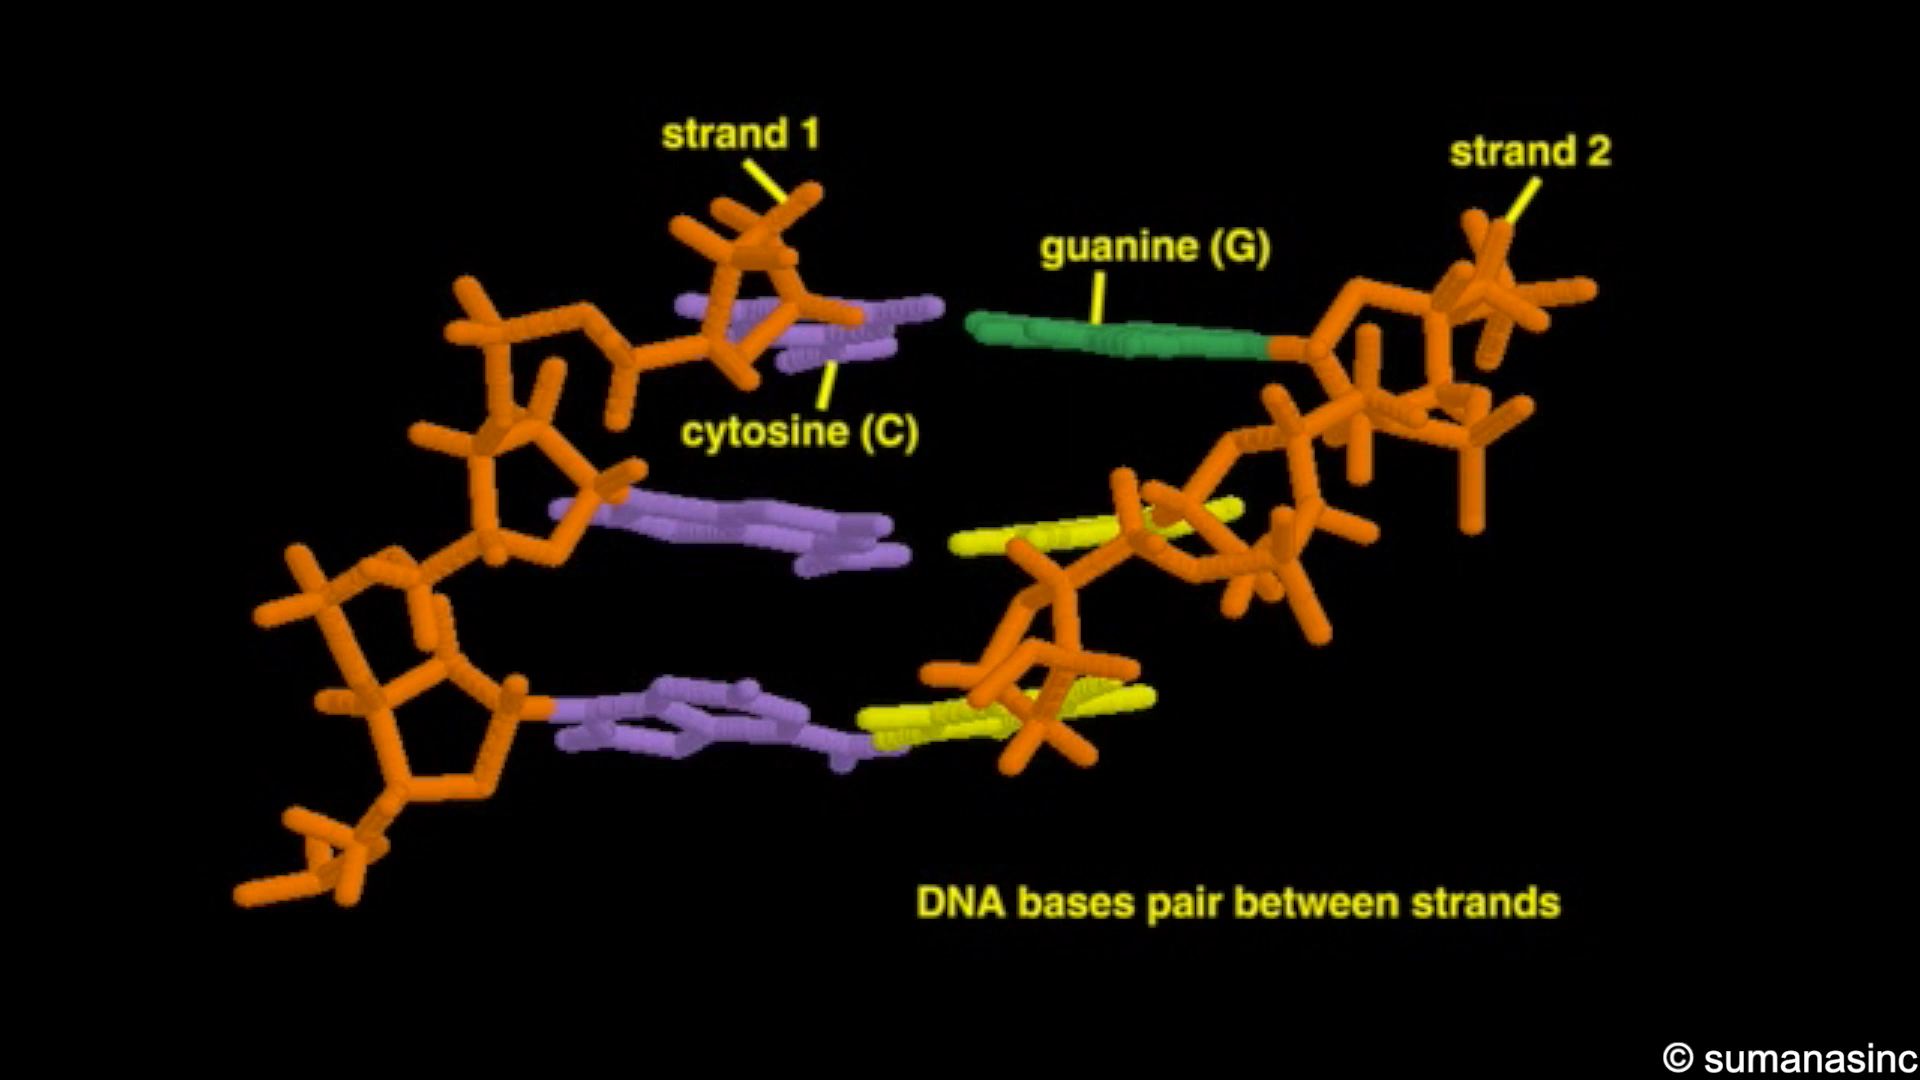 strand 1
strand 2
guanine (G)
cytosine (C)
DNA bases pair between strands
© sumanasinc